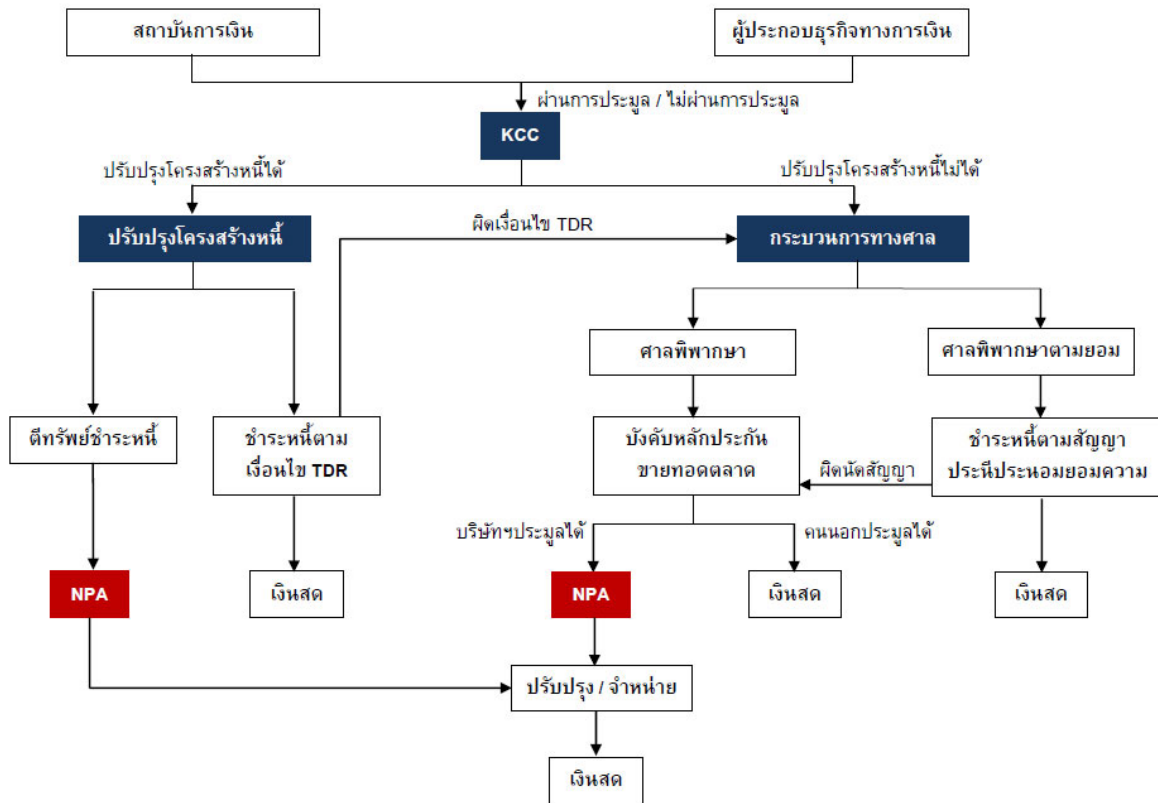 สถาบันการเงิน
ผู้ประกอบธุรกิจทางการเงิน
ผ่านการประมูล / ไม่ผ่านการประมูล
KCC
ปรับปรุงโครงสร้างหนี้ได้
ปรับปรุงโครงสร้างหนี้ไม่ได้
ปรับปรุงโครงสร้างหนี้
ผิดเงื่อนไข TDR
กระบวนการทางศาล
ศาลพิพากษา
ศาลพิพากษาตามยอม
ตีทรัพย์ชำระหนี้
ชำระหนี้ตาม
เงื่อนไข TDR
บังคับหลักประกัน
ขายทอดตลาด
ผิดนัดสัญญา
ชำระหนี้ตามสัญญา
ประนีประนอมยอมความ
บริษัทฯประมูลได้
คนนอกประมูลได้
NPA
เงินสด
NPA
เงินสด
เงินสด
ปรับปรุง / จำหน่าย
เงินสด